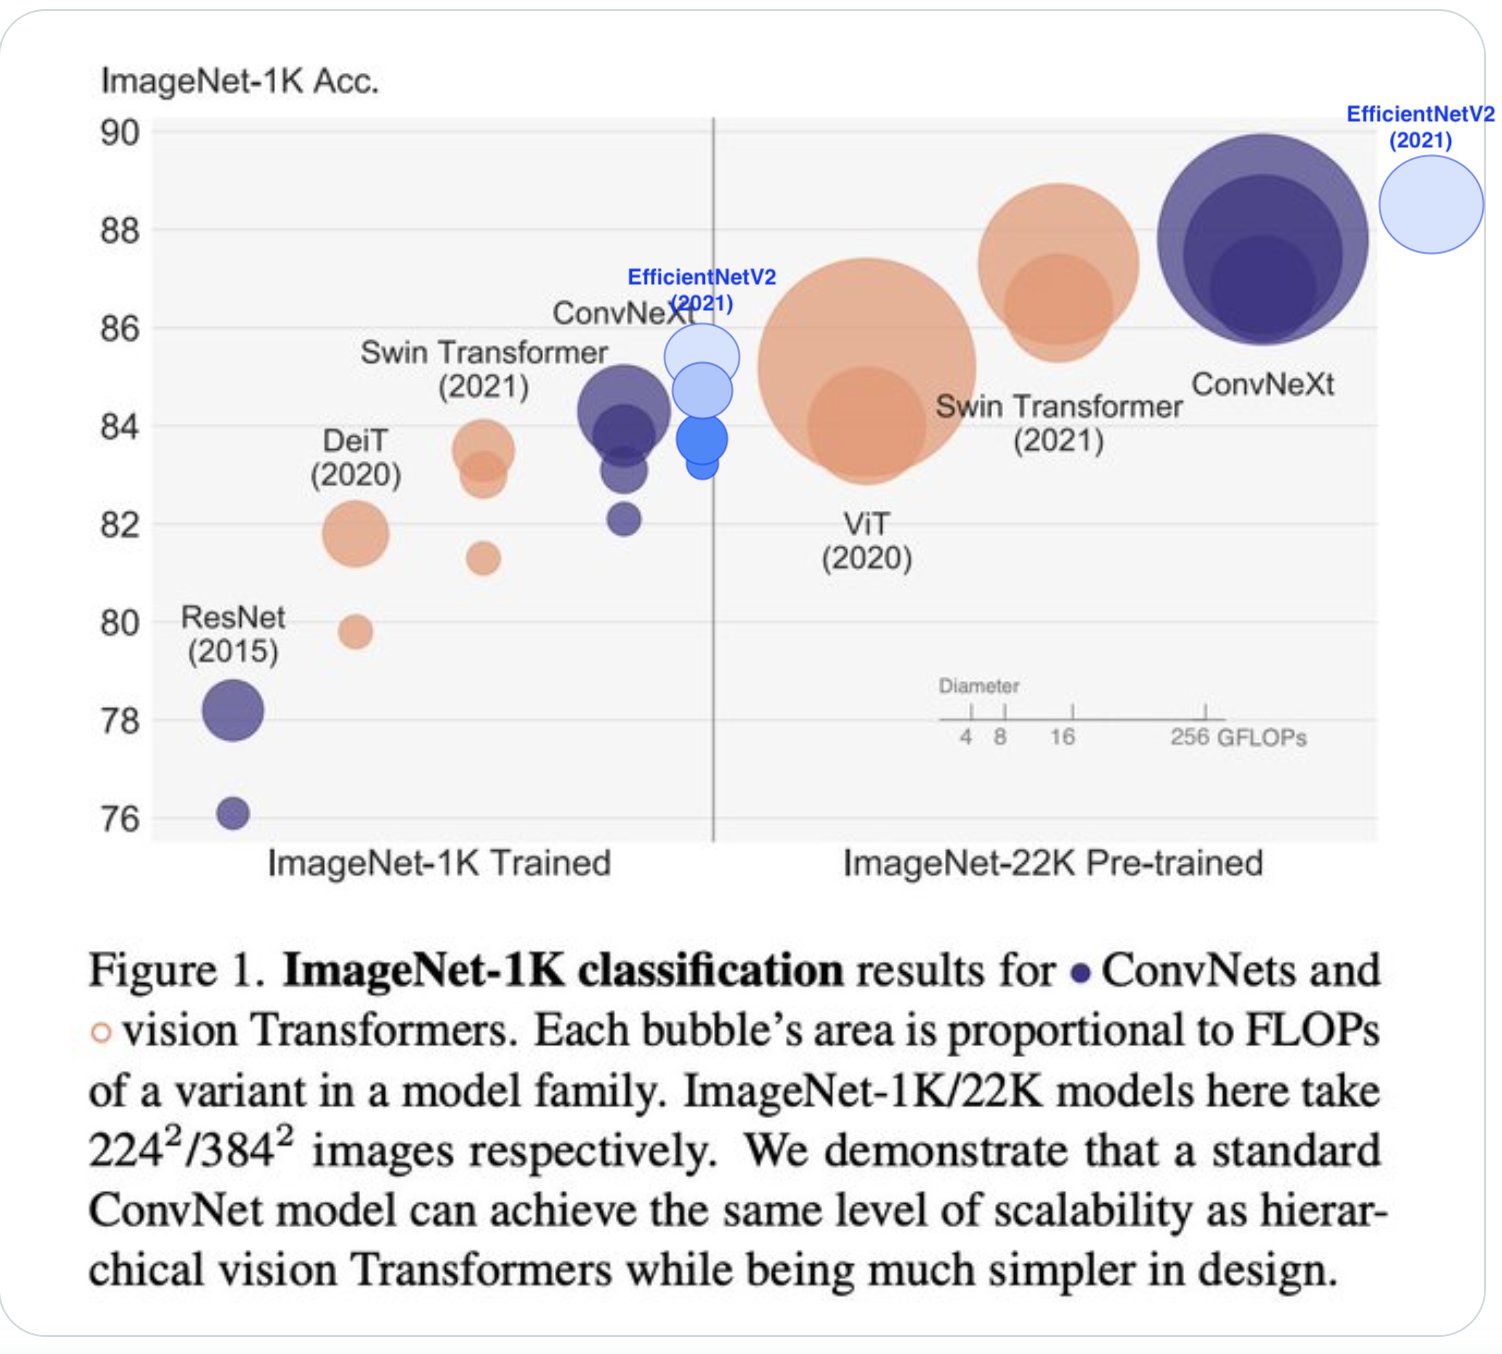 ImageNet-1K Acc.
90
EfficientNetV2
(2021)
88
EfficientNetV2
(2021)
ConvNeXt
86
Swin Transformer
(2021)
ConvNeXt
Swin Transformer
(2021)
84
DeiT
(2020)
82
ViT
(2020)
80
ResNet
(2015)
Diameter
78
4 8 16 256 GFLOPs
76
ImageNet-1K Trained ImageNet-22K Pre-trained
Figure 1. ImageNet-1K classification results for ● ConvNets and
○ vision Transformers. Each bubble's area is proportional to FLOPs
of a variant in a model family. ImageNet-1K/22K models here take
224²/384² images respectively. We demonstrate that a standard
ConvNet model can achieve the same level of scalability as hierar-
chical vision Transformers while being much simpler in design.